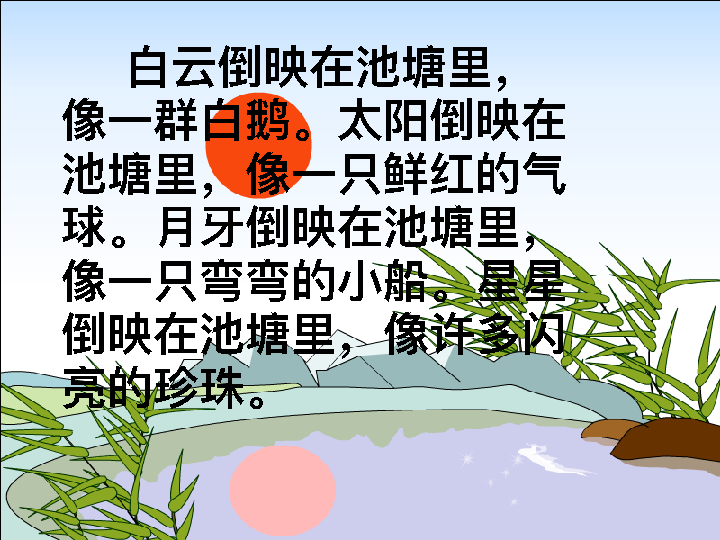 白云倒映在池塘里，
像一群白鹅。太阳倒映在
池塘里，像一只鲜红的气
球。月牙倒映在池塘里，
像一只弯弯的小船。星星
倒映在池塘里，像许多闪
亮的珍珠。